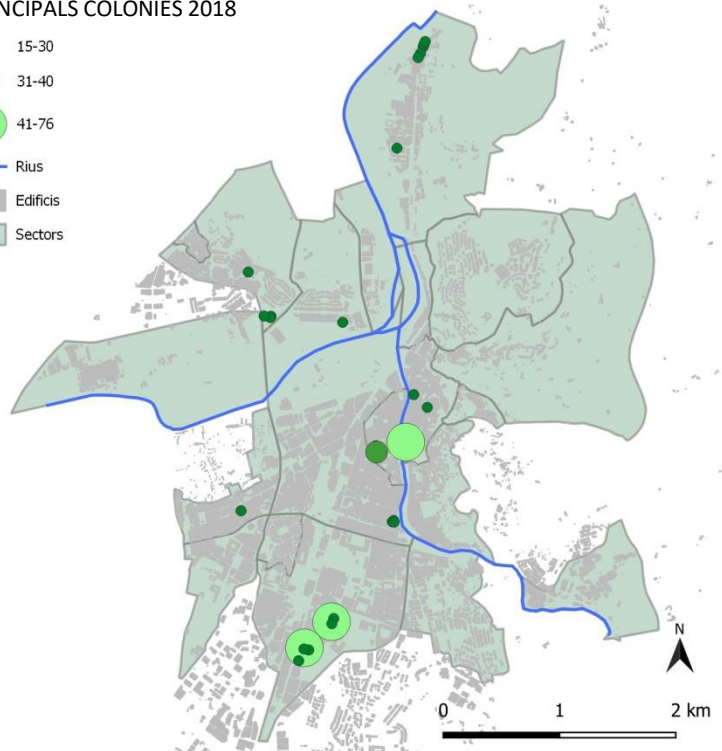 NCIPALS COLONIES 2018
15-30
31-40
41-76
Rius
Edificis
Sectors
N
0 1 2 km